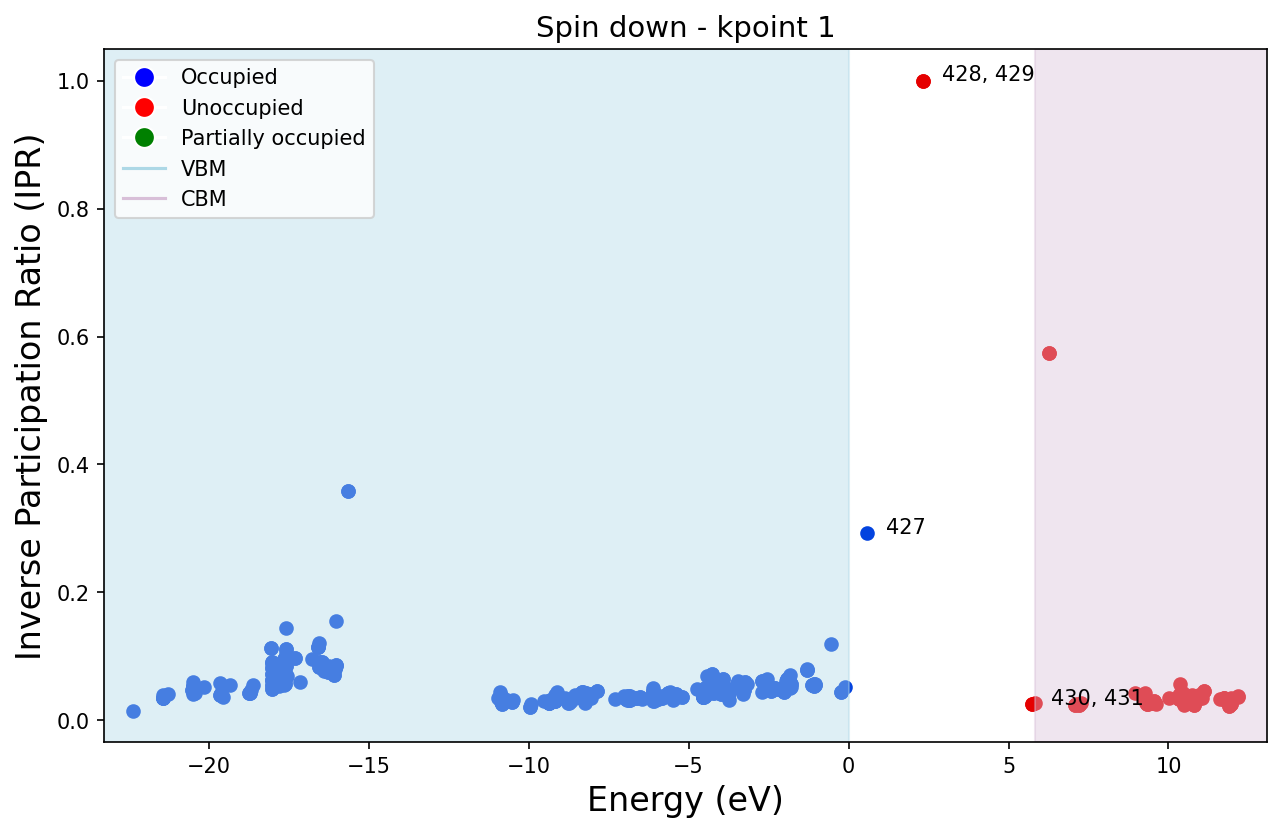 Spin down - kpoint 1
Inverse Participation Ratio (IPR)
1.0
0.8
0.6
0.4
0.2
0.0
Occupied
Unoccupied
Partially occupied
VBM
CBM
428, 429
427
430, 431
−20
−15
−10
−5
0
5
10
Energy (eV)